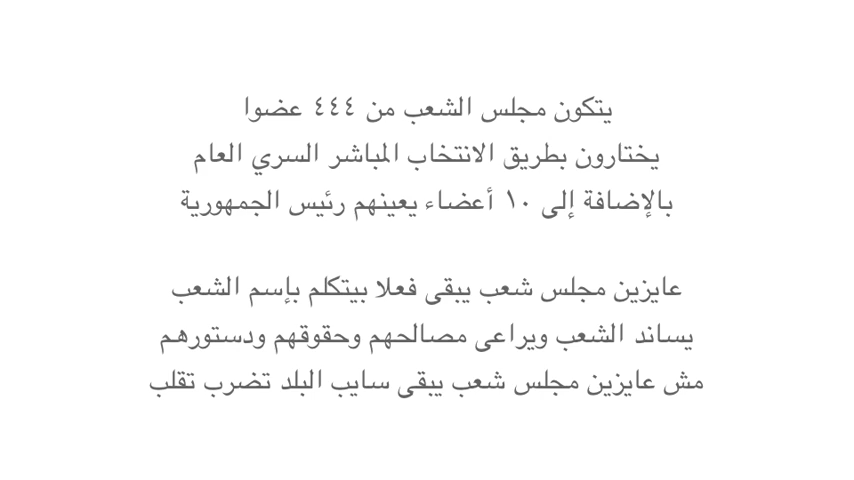 يتكون مجلس الشعب من ٤٤٤ عضوا
يختارون بطريق الانتخاب المباشر السري العام
بالإضافة إلى ١٠ أعضاء يعينهم رئيس الجمهورية
عايزين مجلس شعب يبقى فعلا بيتكلم بإسم الشعب
يساند الشعب ويراعى مصالحهم وحقوقهم ودستورهم
مش عايزين مجلس شعب يبقى سايب البلد تضرب تقلب